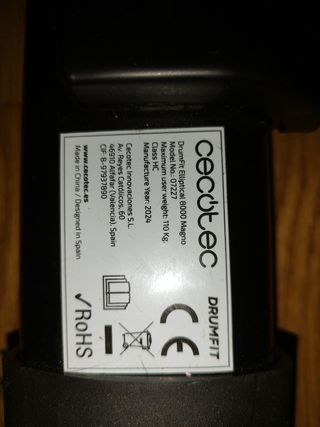 cecotec
DRUMFIT
DrumFit Elliptical 8000 Magno
Model No.: 07227
Maximum user weight: 110 Kg.
Class HC
Manufacture Year: 2024
Cecotec Innovaciones S.L.
Av. Reyes Católicos, 60
46910 Alfafar (Valencia), Spain
CIF: B-97937890
www.cecotec.es
Made in China / Designed in Spain
CE
RoHS